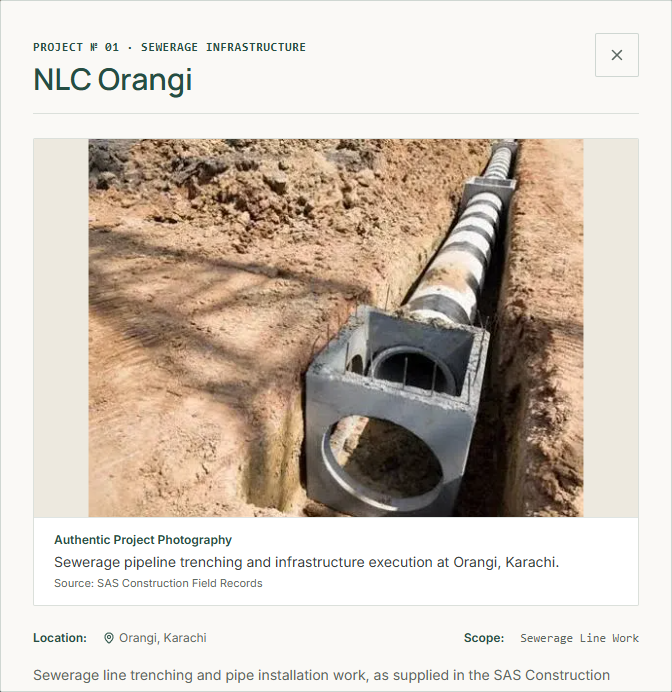 PROJECT № 01 · SEWERAGE INFRASTRUCTURE
NLC Orangi
Authentic Project Photography
Sewerage pipeline trenching and infrastructure execution at Orangi, Karachi.
Source: SAS Construction Field Records
Location: Orangi, Karachi
Scope: Sewerage Line Work
Sewerage line trenching and pipe installation work, as supplied in the SAS Construction